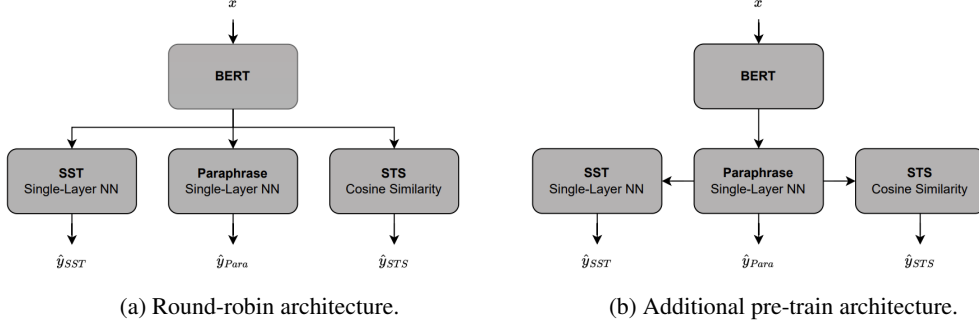 x
BERT
SST
Single-Layer NN
Paraphrase
Single-Layer NN
STS
Cosine Similarity
ŷ_SST
ŷ_Para
ŷ_STS
(a) Round-robin architecture.
x
BERT
SST
Single-Layer NN
Paraphrase
Single-Layer NN
STS
Cosine Similarity
ŷ_SST
ŷ_Para
ŷ_STS
(b) Additional pre-train architecture.